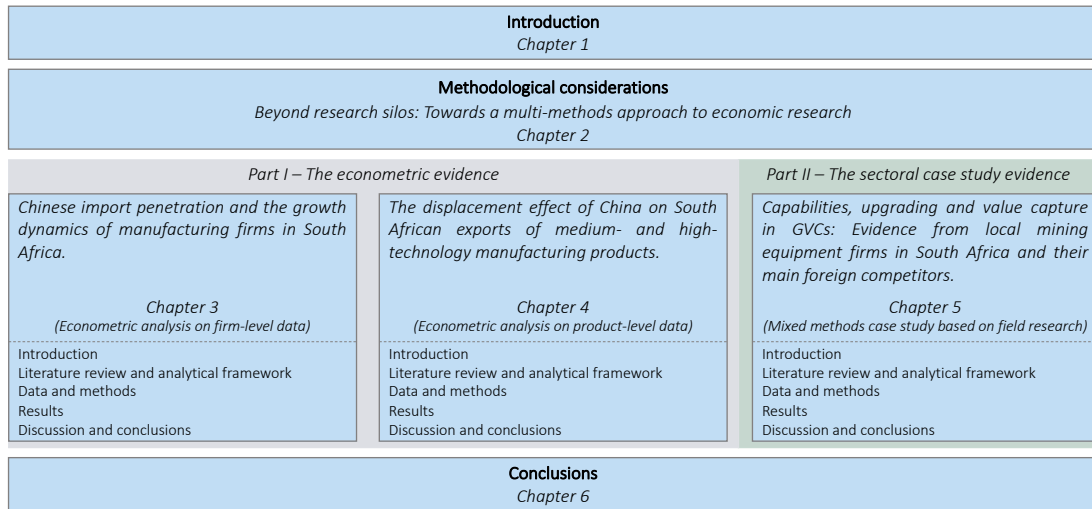 Introduction
Chapter 1
Methodological considerations
Beyond research silos: Towards a multi-methods approach to economic research
Chapter 2
Part I – The econometric evidence
Chinese import penetration and the growth
dynamics of manufacturing firms in South
Africa.
Chapter 3
(Econometric analysis on firm-level data)
Introduction
Literature review and analytical framework
Data and methods
Results
Discussion and conclusions
The displacement effect of China on South
African exports of medium- and high-
technology manufacturing products.
Chapter 4
(Econometric analysis on product-level data)
Introduction
Literature review and analytical framework
Data and methods
Results
Discussion and conclusions
Part II – The sectoral case study evidence
Capabilities, upgrading and value capture
in GVCs: Evidence from local mining
equipment firms in South Africa and their
main foreign competitors.
Chapter 5
(Mixed methods case study based on field research)
Introduction
Literature review and analytical framework
Data and methods
Results
Discussion and conclusions
Conclusions
Chapter 6